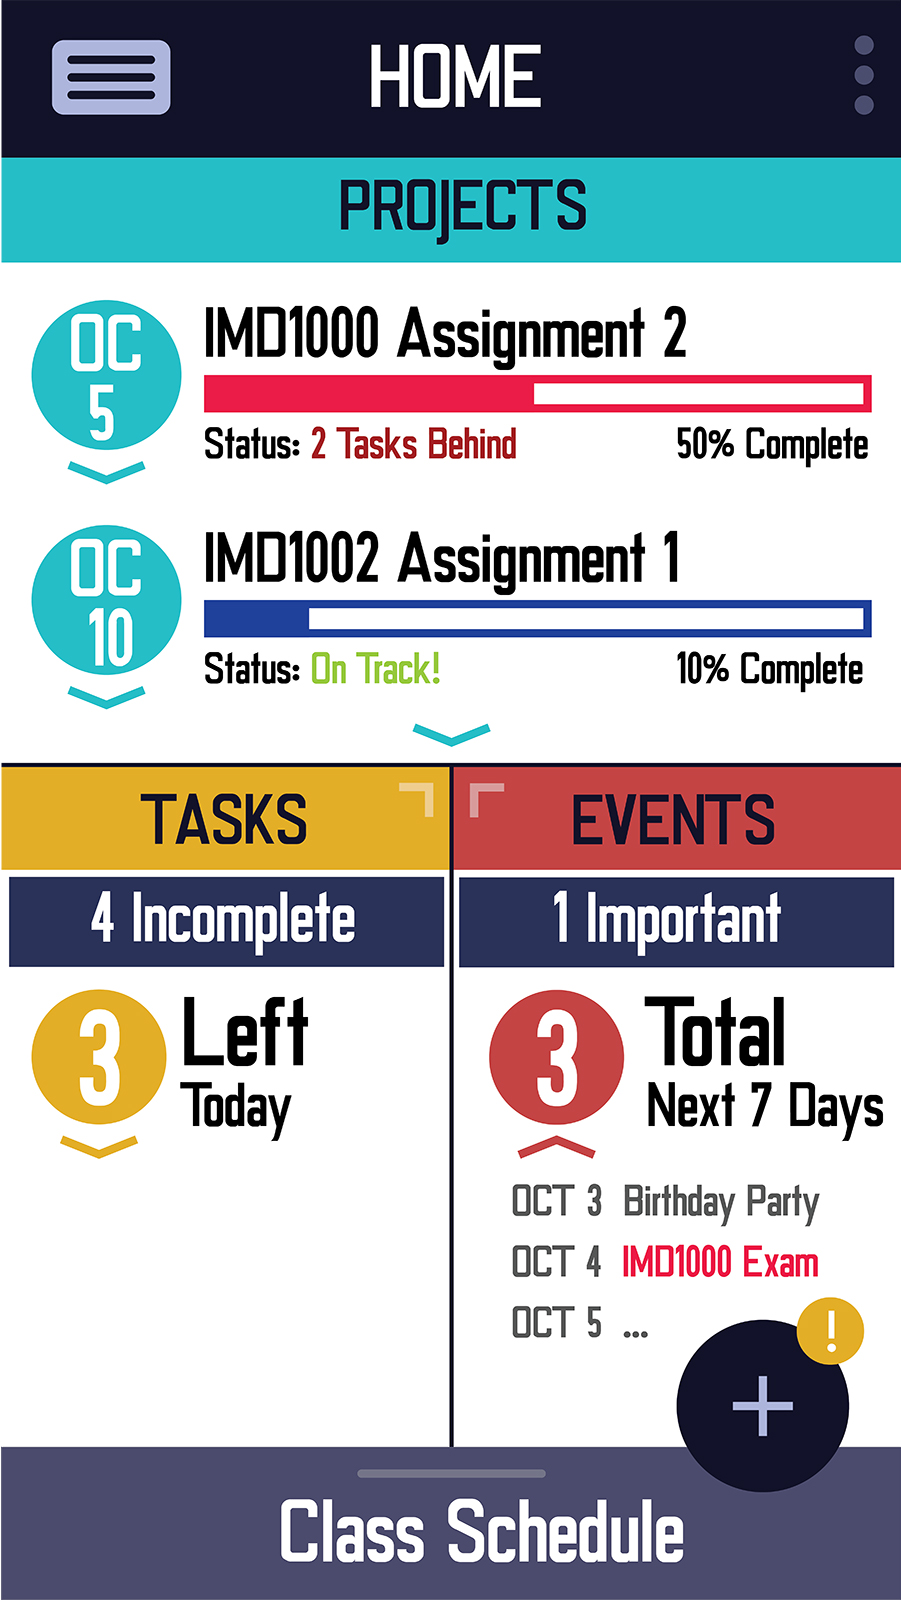 HOME
PROJECTS
OC
5
IMD1000 Assignment 2
Status: 2 Tasks Behind
50% Complete
OC
10
IMD1002 Assignment 1
Status: On Track!
10% Complete
TASKS
4 Incomplete
3
Left
Today
EVENTS
1 Important
3
Total
Next 7 Days
OCT 3 Birthday Party
OCT 4 IMD1000 Exam
OCT 5 ...
!
+
Class Schedule